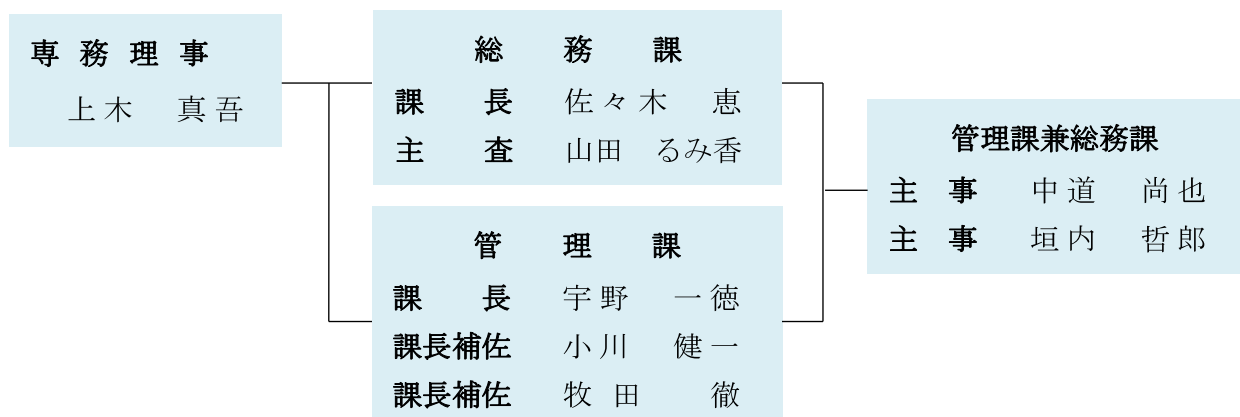 専務理事
上木 真吾
総務課
課長 佐々木 恵
主査 山田 るみ香
管理課
課長 宇野 一徳
課長補佐 小川 健一
課長補佐 牧田 徹
管理課兼総務課
主事 中道 尚也
主事 垣内 哲郎